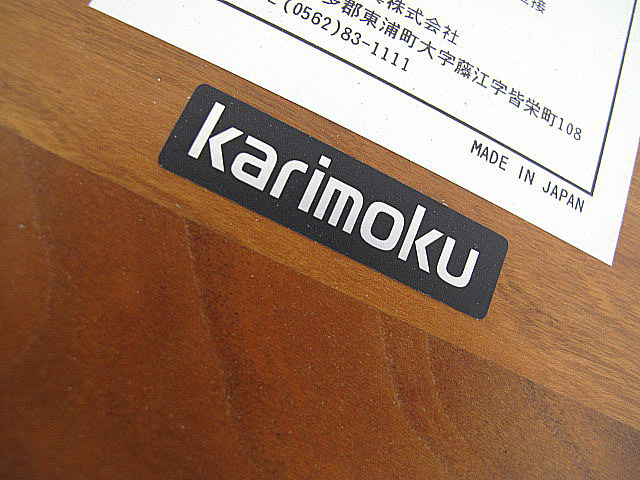 株式会社
郡東浦町大字藤江字皆栄町108
(0562)83-1111
MADE IN JAPAN
karimoku